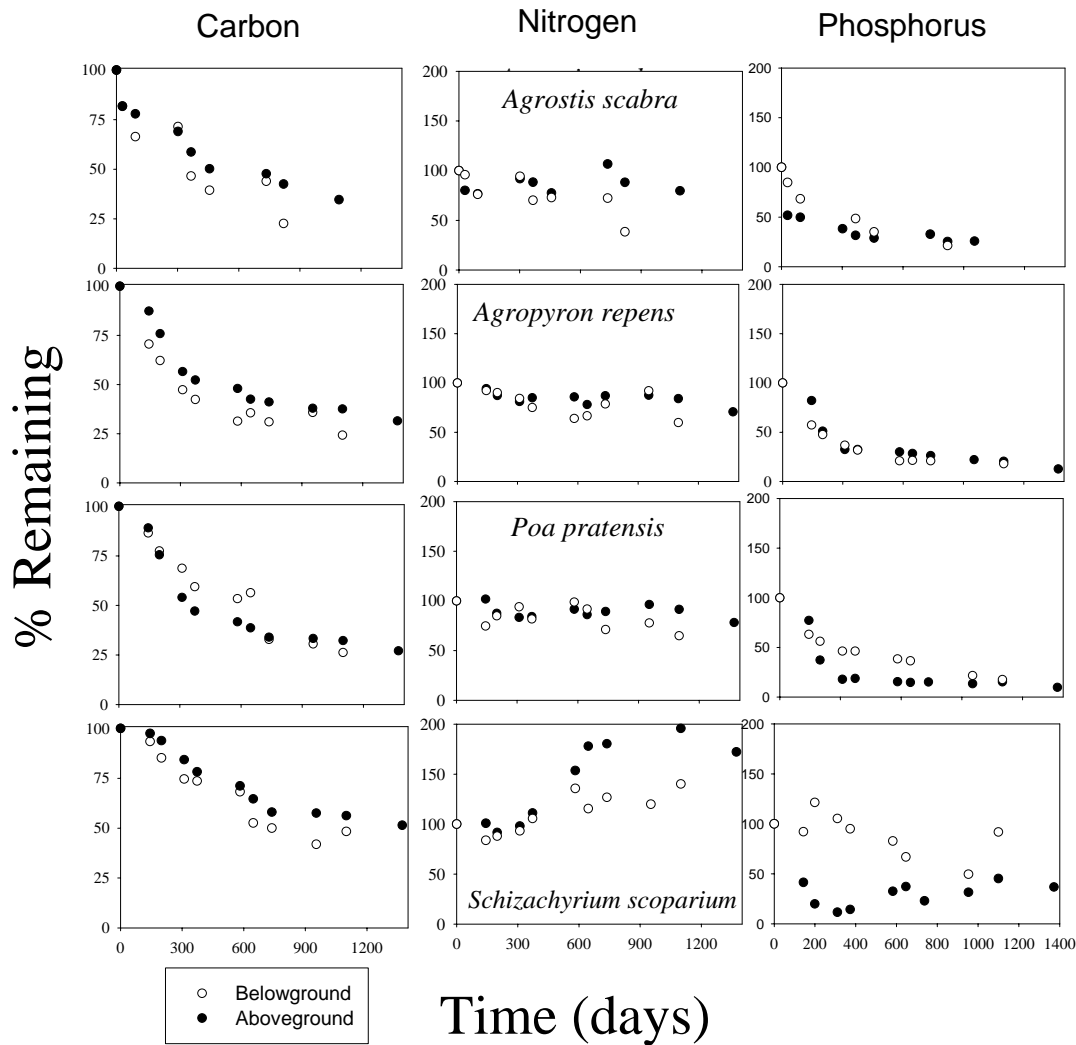 Carbon Nitrogen Phosphorus
100 200 200
Agrostis scabra
75 150 150
50 100 100
25 50 50
0 0 0
100 200 200
Agropyron repens
75 150 150
50 100 100
25 50 50
0 0 0
100 200 200
Poa pratensis
75 150 150
50 100 100
25 50 50
0 0 0
100 200 200
75 150 150
50 100 100
25 50 50
Schizachyrium scoparium
0 0 0
0 300 600 900 1200 0 300 600 900 1200 0 200 400 600 800 1000 1200 1400
% Remaining
Belowground
Aboveground
Time (days)